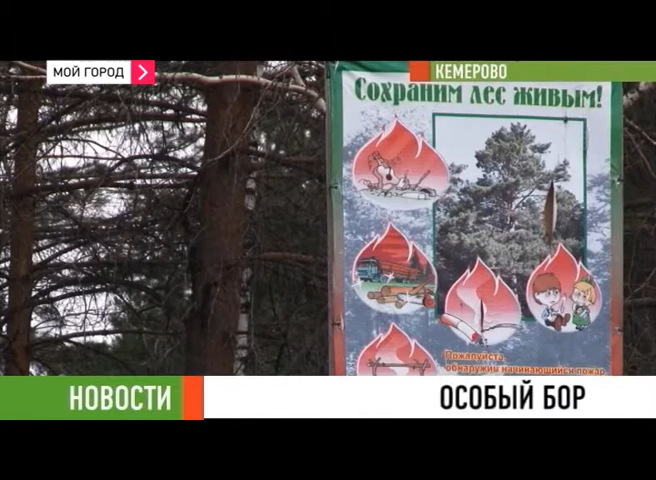 МОЙ ГОРОД
КЕМЕРОВО
Сохраним лес живым!
Пожалуйста,
обнаружив начинающийся пожар,
НОВОСТИ
ОСОБЫЙ БОР